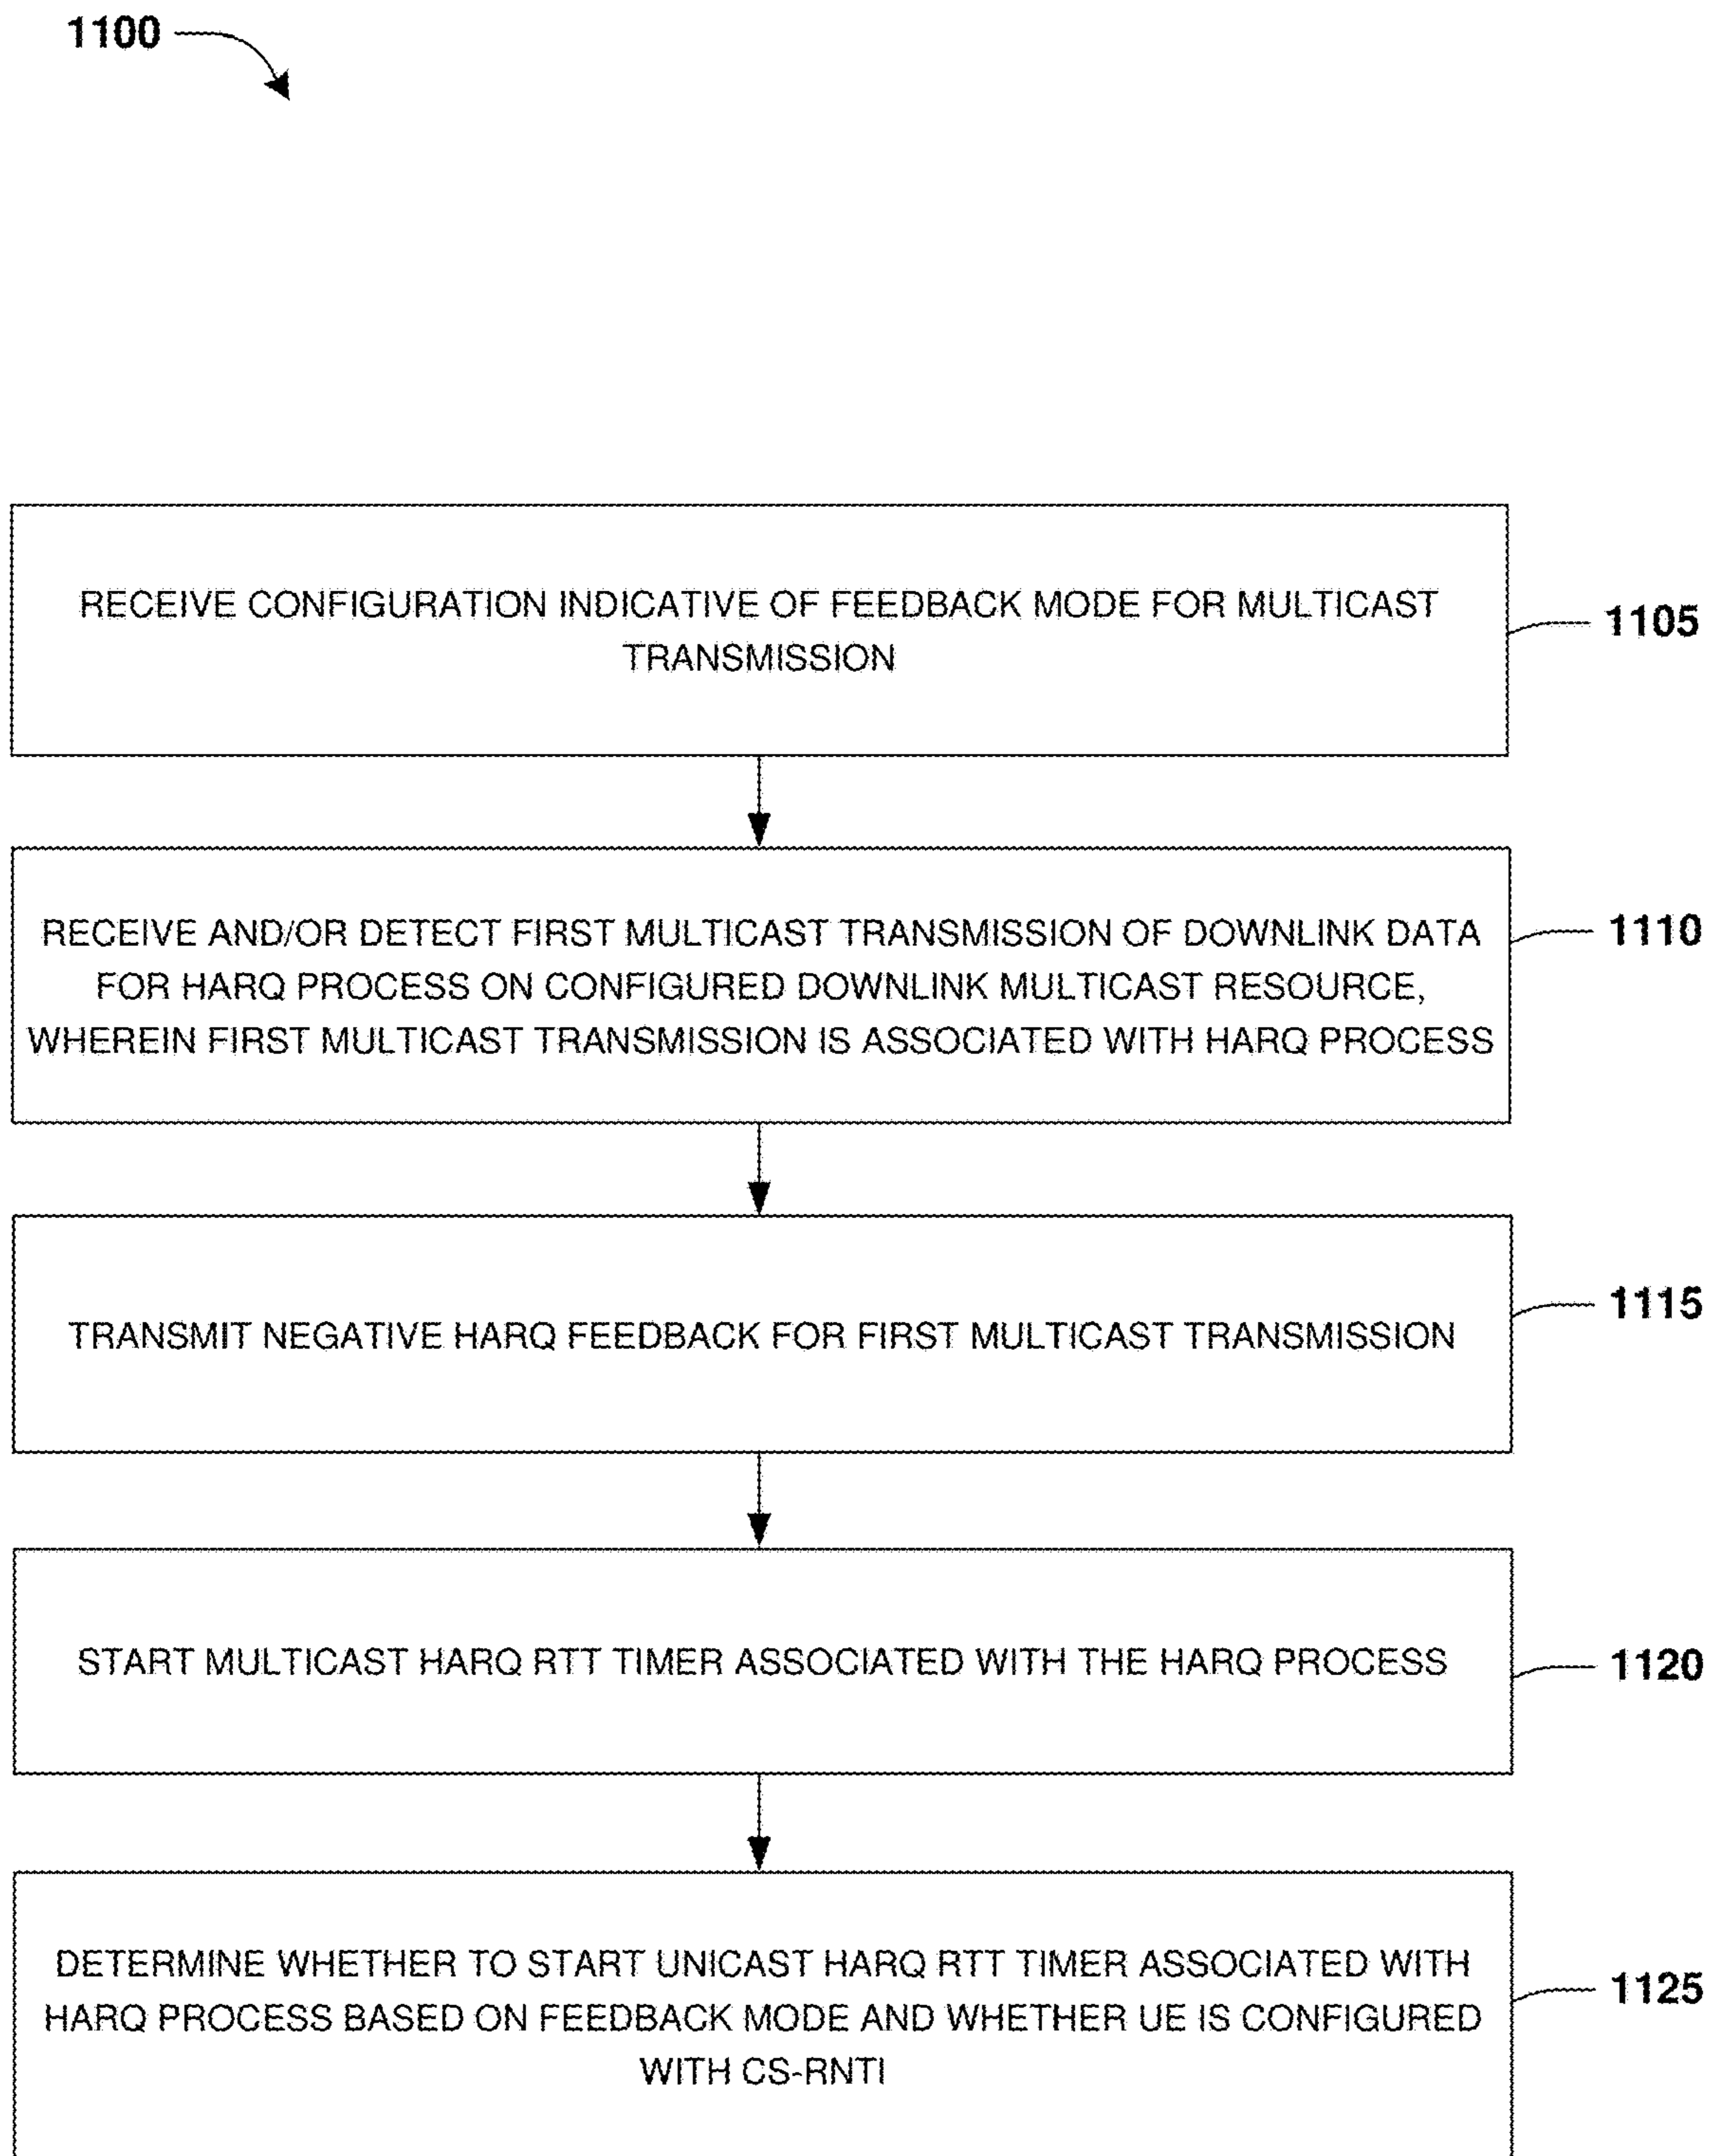 1100
RECEIVE CONFIGURATION INDICATIVE OF FEEDBACK MODE FOR MULTICAST
TRANSMISSION
1105
RECEIVE AND/OR DETECT FIRST MULTICAST TRANSMISSION OF DOWNLINK DATA
FOR HARQ PROCESS ON CONFIGURED DOWNLINK MULTICAST RESOURCE,
WHEREIN FIRST MULTICAST TRANSMISSION IS ASSOCIATED WITH HARQ PROCESS
1110
TRANSMIT NEGATIVE HARQ FEEDBACK FOR FIRST MULTICAST TRANSMISSION
1115
START MULTICAST HARQ RTT TIMER ASSOCIATED WITH THE HARQ PROCESS
1120
DETERMINE WHETHER TO START UNICAST HARQ RTT TIMER ASSOCIATED WITH
HARQ PROCESS BASED ON FEEDBACK MODE AND WHETHER UE IS CONFIGURED
WITH CS-RNTI
1125